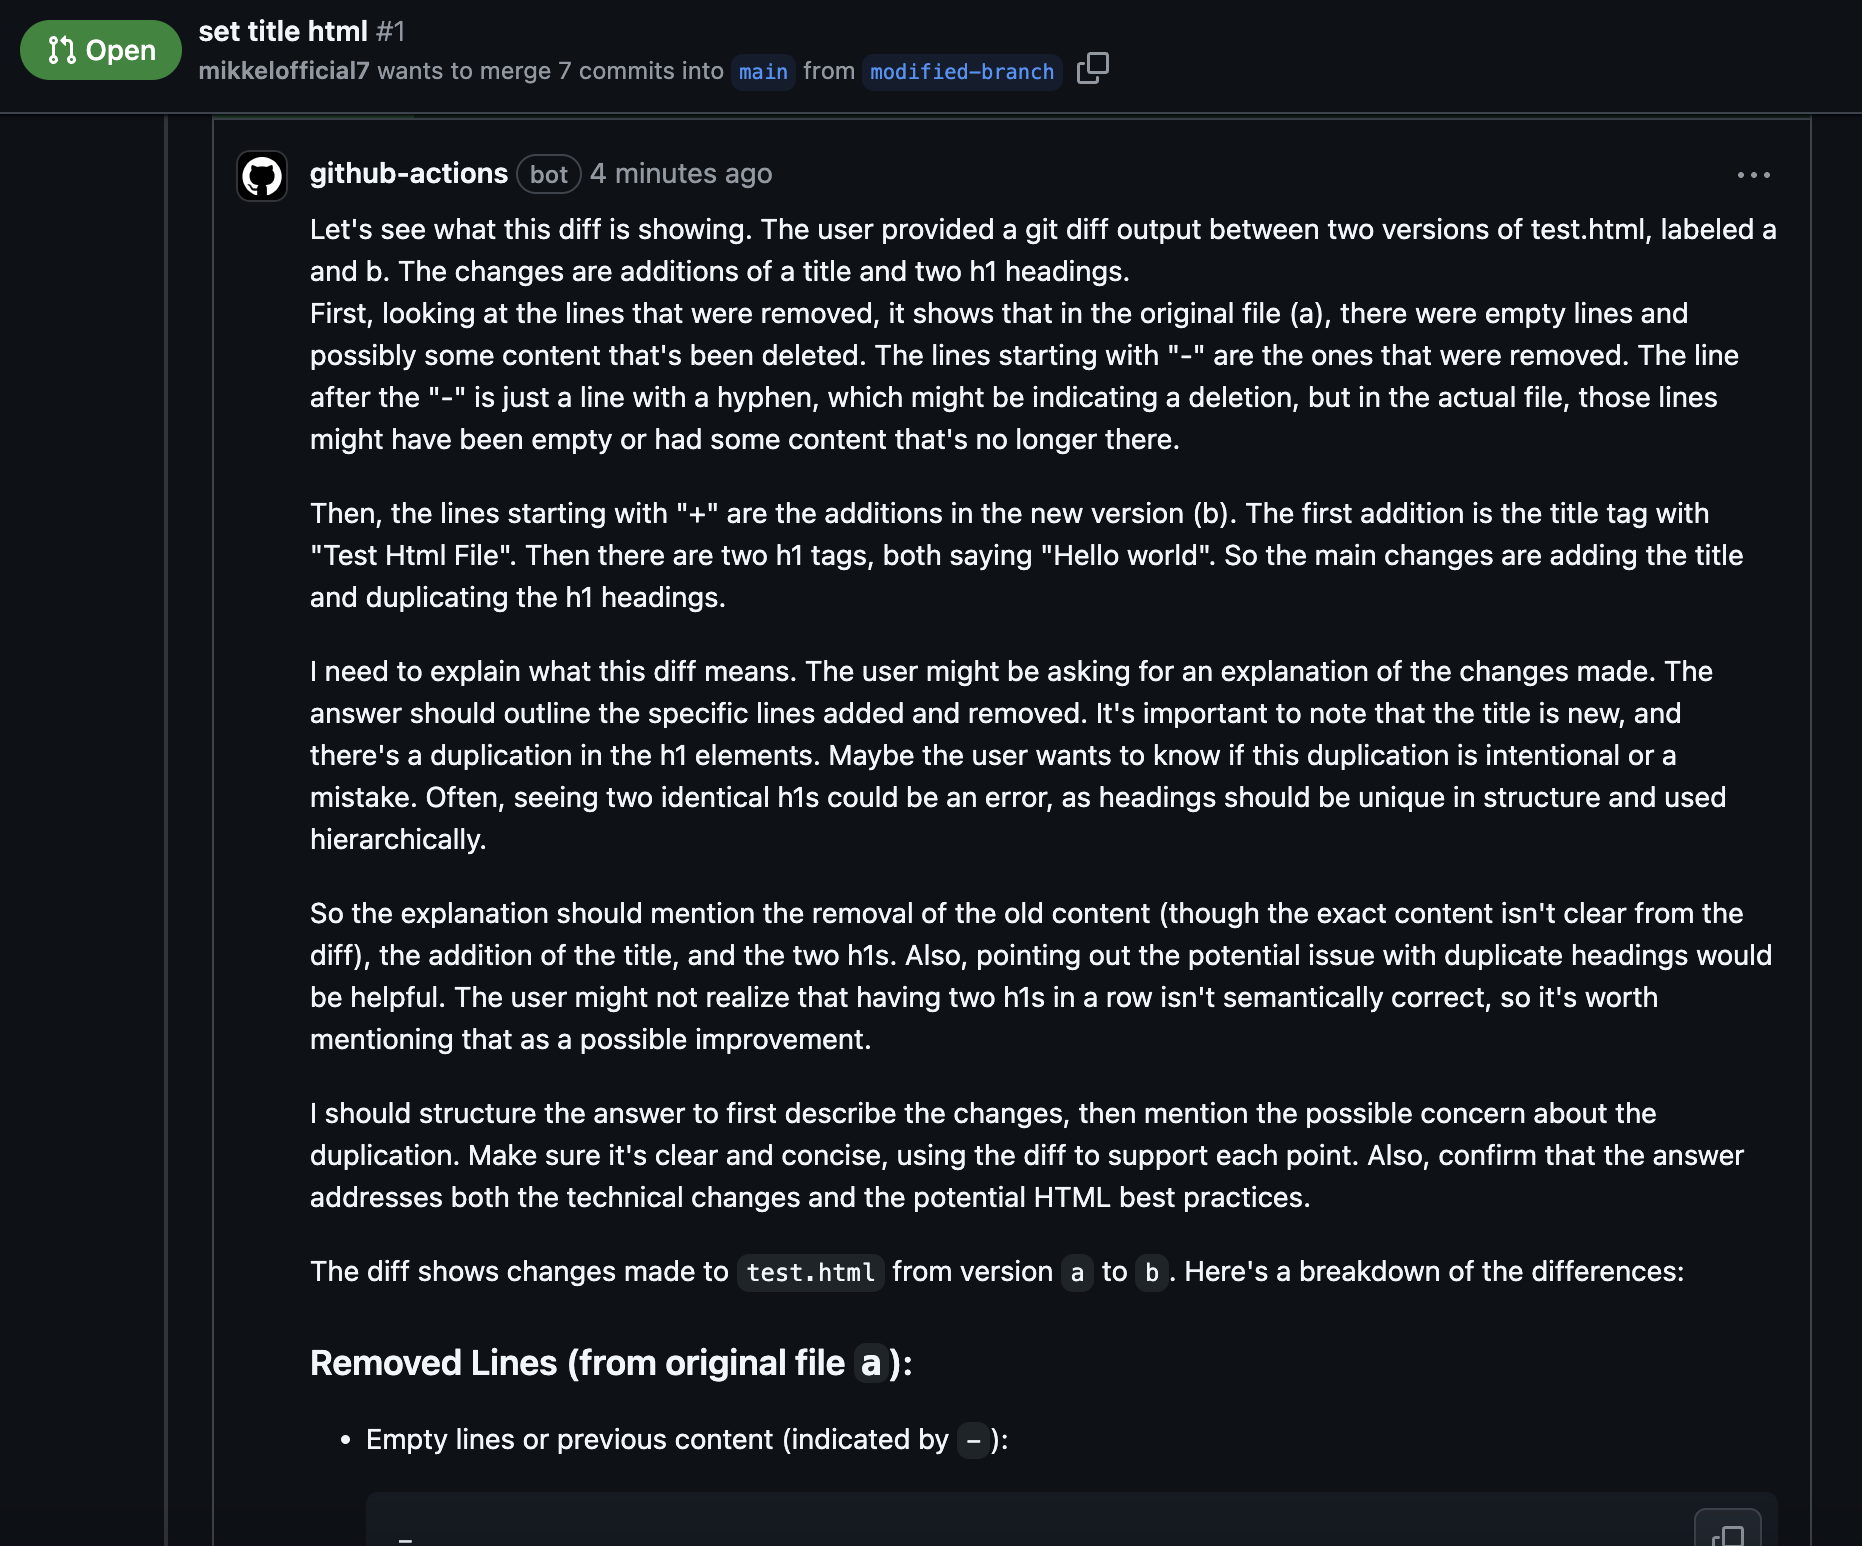 Open
set title html #1
mikkelofficial7 wants to merge 7 commits into main from modified-branch
github-actions bot 4 minutes ago
Let's see what this diff is showing. The user provided a git diff output between two versions of test.html, labeled a
and b. The changes are additions of a title and two h1 headings.
First, looking at the lines that were removed, it shows that in the original file (a), there were empty lines and
possibly some content that's been deleted. The lines starting with "-" are the ones that were removed. The line
after the "-" is just a line with a hyphen, which might be indicating a deletion, but in the actual file, those lines
might have been empty or had some content that's no longer there.
Then, the lines starting with "+" are the additions in the new version (b). The first addition is the title tag with
"Test Html File". Then there are two h1 tags, both saying "Hello world". So the main changes are adding the title
and duplicating the h1 headings.
I need to explain what this diff means. The user might be asking for an explanation of the changes made. The
answer should outline the specific lines added and removed. It's important to note that the title is new, and
there's a duplication in the h1 elements. Maybe the user wants to know if this duplication is intentional or a
mistake. Often, seeing two identical h1s could be an error, as headings should be unique in structure and used
hierarchically.
So the explanation should mention the removal of the old content (though the exact content isn't clear from the
diff), the addition of the title, and the two h1s. Also, pointing out the potential issue with duplicate headings would
be helpful. The user might not realize that having two h1s in a row isn't semantically correct, so it's worth
mentioning that as a possible improvement.
I should structure the answer to first describe the changes, then mention the possible concern about the
duplication. Make sure it's clear and concise, using the diff to support each point. Also, confirm that the answer
addresses both the technical changes and the potential HTML best practices.
The diff shows changes made to test.html from version a to b. Here's a breakdown of the differences:
Removed Lines (from original file a):
• Empty lines or previous content (indicated by -):
-